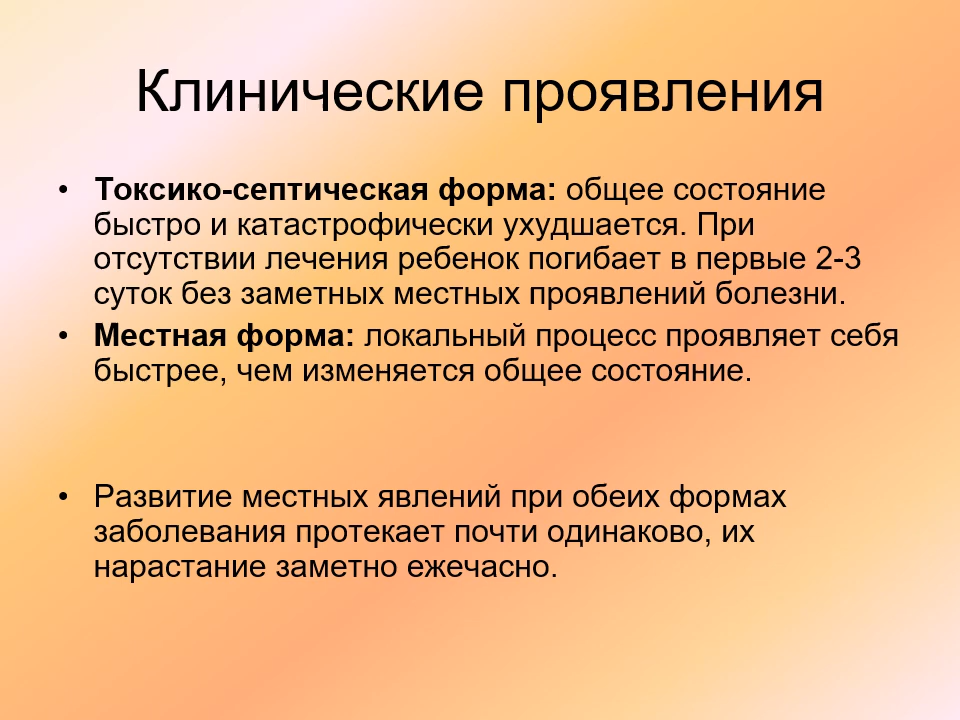 Клинические проявления
• Токсико-септическая форма: общее состояние
быстро и катастрофически ухудшается. При
отсутствии лечения ребенок погибает в первые 2-3
суток без заметных местных проявлений болезни.
• Местная форма: локальный процесс проявляет себя
быстрее, чем изменяется общее состояние.
• Развитие местных явлений при обеих формах
заболевания протекает почти одинаково, их
нарастание заметно ежечасно.